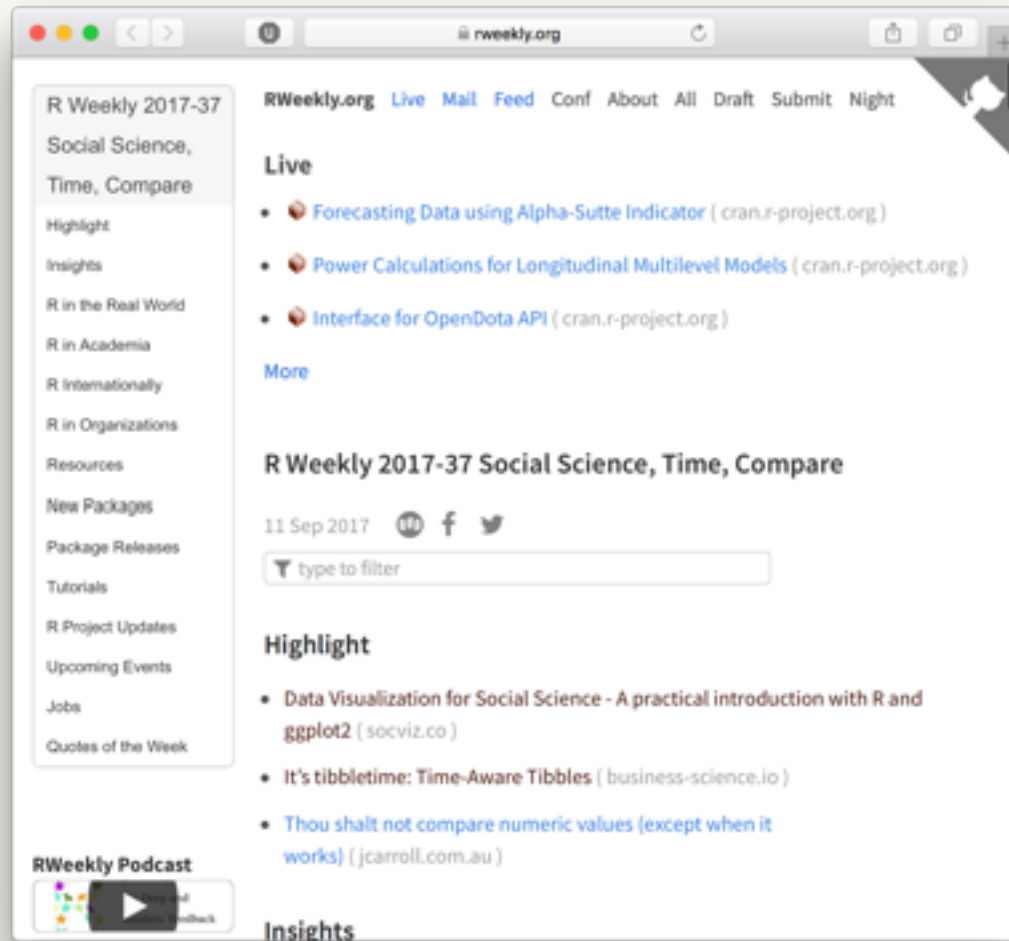 rweekly.org
R Weekly 2017-37
Social Science,
Time, Compare
Highlight
Insights
R in the Real World
R in Academia
R Internationally
R in Organizations
Resources
New Packages
Package Releases
Tutorials
R Project Updates
Upcoming Events
Jobs
Quotes of the Week
RWeekly Podcast
and
Feedback
RWeekly.org Live Mail Feed Conf About All Draft Submit Night
Live
Forecasting Data using Alpha-Sutte Indicator ( cran.r-project.org )
Power Calculations for Longitudinal Multilevel Models ( cran.r-project.org )
Interface for OpenDota API ( cran.r-project.org )
More
R Weekly 2017-37 Social Science, Time, Compare
11 Sep 2017
type to filter
Highlight
Data Visualization for Social Science - A practical introduction with R and
ggplot2 ( socviz.co )
It's tibbletime: Time-Aware Tibbles ( business-science.io )
Thou shalt not compare numeric values (except when it
works) ( jcarroll.com.au )
Insights